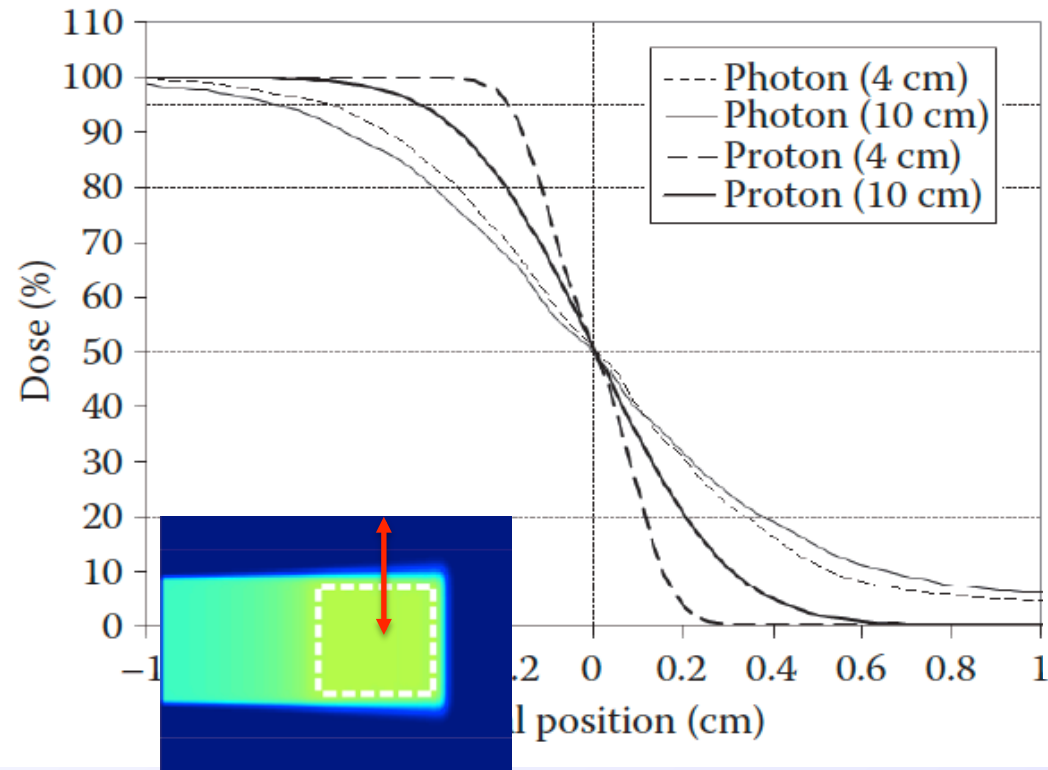 110
100
90
80
70
60
50
40
30
20
10
0
Dose (%)
Photon (4 cm)
Photon (10 cm)
Proton (4 cm)
Proton (10 cm)
−1 .2 0 0.2 0.4 0.6 0.8 1
l position (cm)